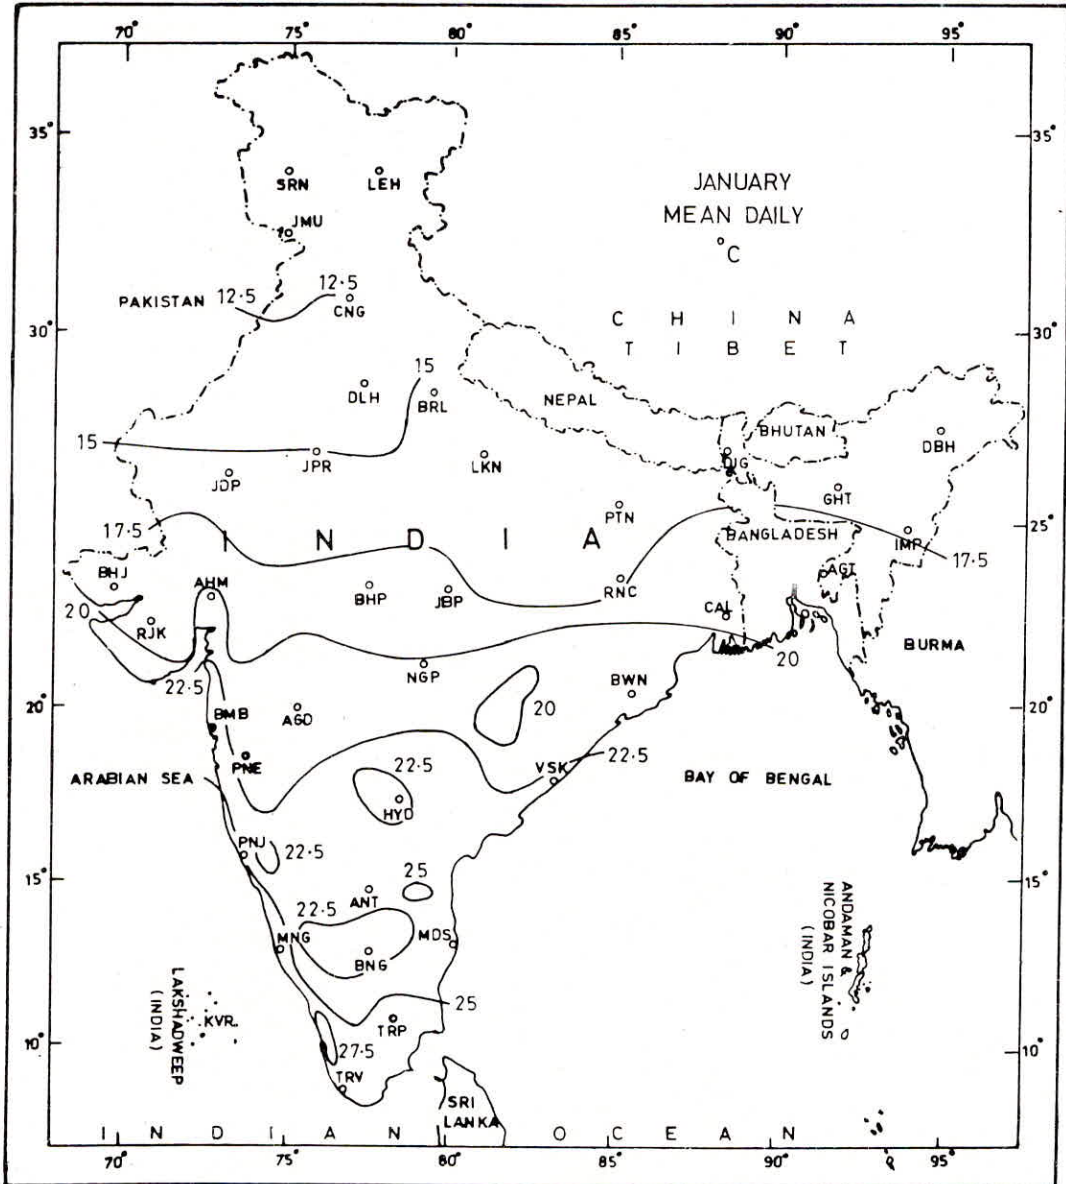 70° 75° 80° 85° 90° 95°
35° 35°
SRN LEH
JANUARY
MEAN DAILY
°C
JMU
PAKISTAN 12.5 12.5
CNG
C H I N A
T I B E T
30° 30°
15
DLH BRL
NEPAL
BHUTAN
15
JPR LKN
DJG
DBH
JDP
GHT
PTN
17.5
25°
I N D I A
BANGLADESH
IMP
17.5
BHJ
AHM
BHP JBP RNC
AGT
20
RJK
CAL
BURMA
22.5
NGP
20
BWN
20° 20°
BMB AGD
20
PNE
22.5
VSK 22.5
ARABIAN SEA
BAY OF BENGAL
HYD
PNJ
22.5
15° 15°
25
ANT
22.5
MNG
MDS
BNG
ANDAMAN &
NICOBAR ISLANDS
(INDIA)
LAKSHADWEEP
(INDIA)
25
KVR
TRP
10° 10°
27.5
TRV
SRI
LANKA
I N D I A N O C E A N
70° 75° 80° 85° 90° 95°